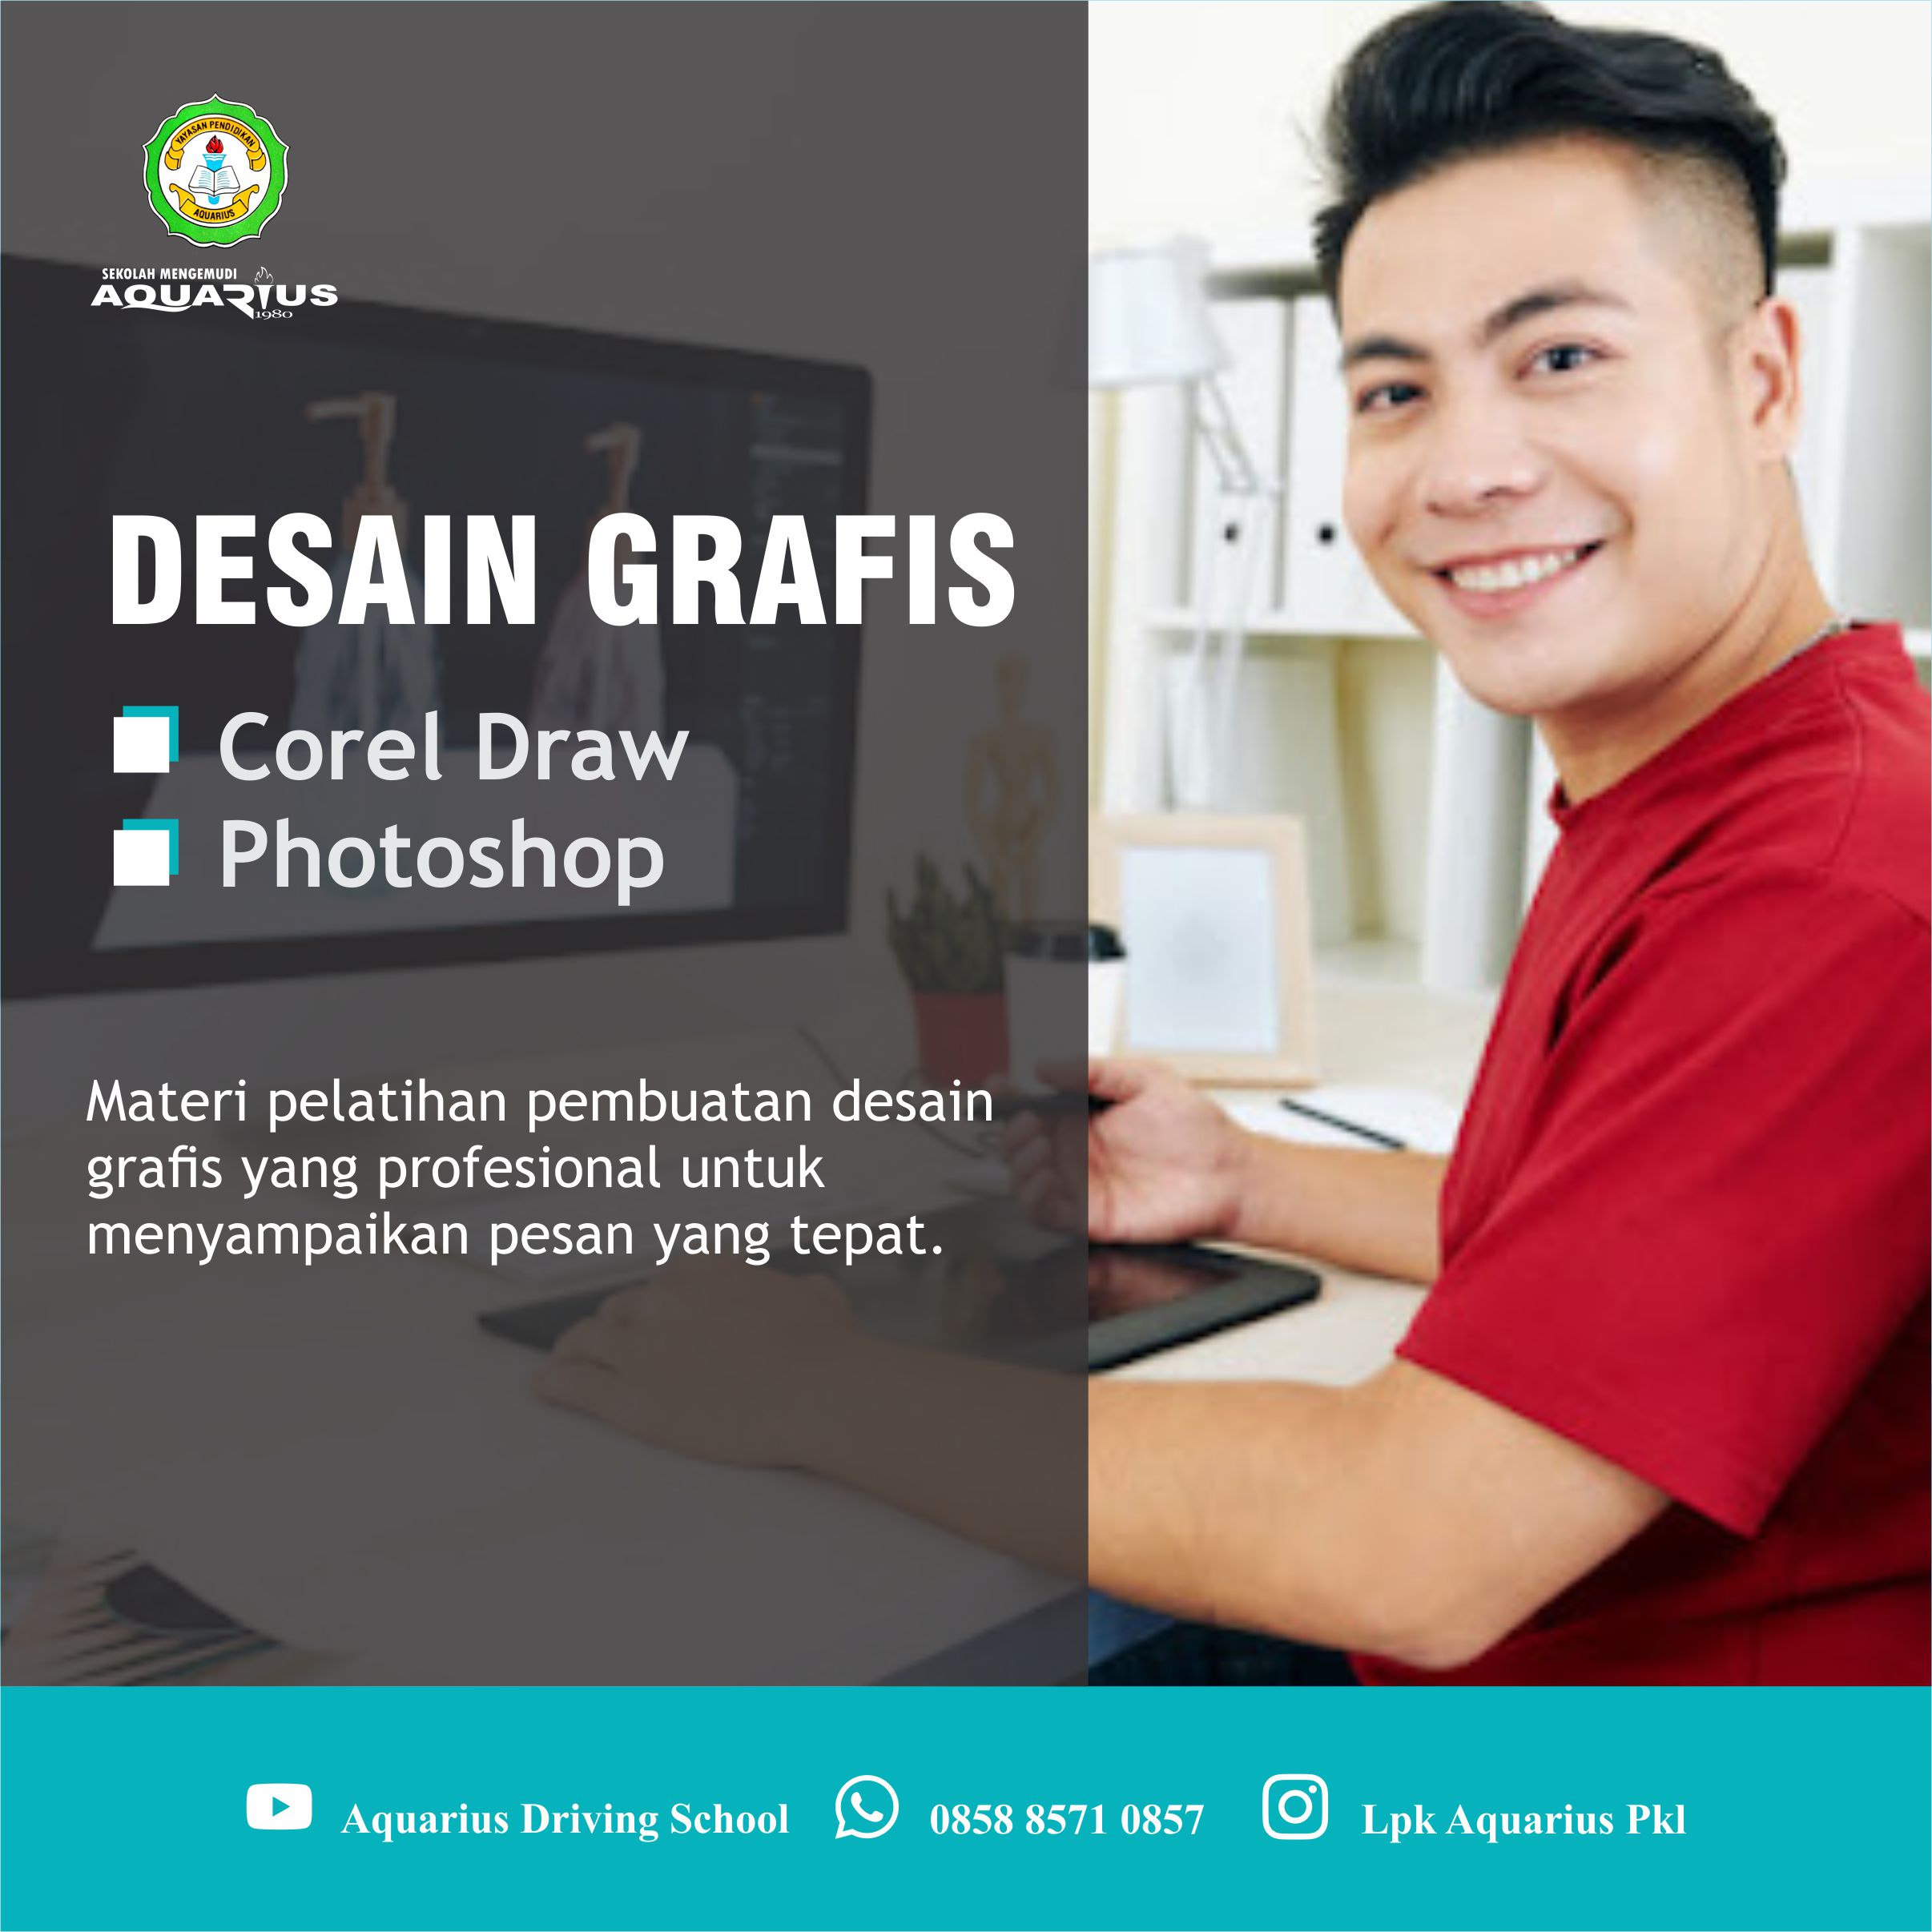 YAYASAN PENDIDIKAN
AQUARIUS
SEKOLAH MENGEMUDI
AQUARIUS
1980
DESAIN GRAFIS
Corel Draw
Photoshop
Materi pelatihan pembuatan desain
grafis yang profesional untuk
menyampaikan pesan yang tepat.
Aquarius Driving School
0858 8571 0857
Lpk Aquarius Pkl